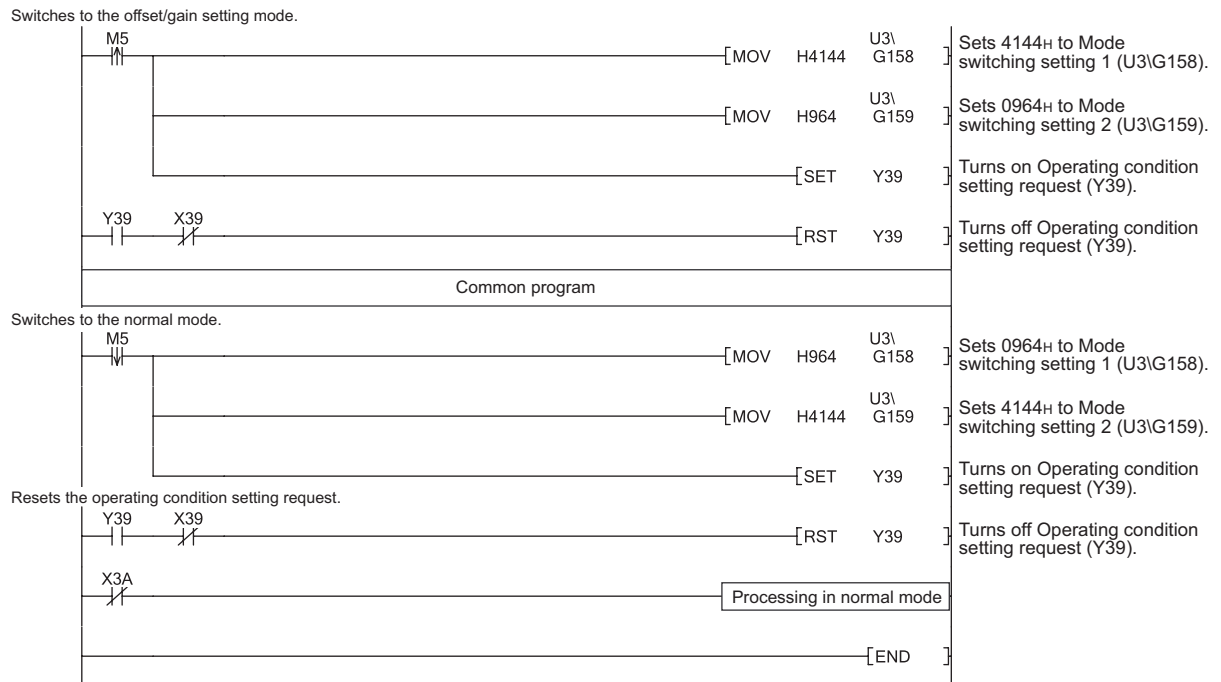 Switches to the offset/gain setting mode.
M5
U3\
MOV H4144 G158
Sets 4144H to Mode
switching setting 1 (U3\G158).
U3\
MOV H964 G159
Sets 0964H to Mode
switching setting 2 (U3\G159).
SET Y39
Turns on Operating condition
setting request (Y39).
Y39 X39
RST Y39
Turns off Operating condition
setting request (Y39).
Common program
Switches to the normal mode.
M5
U3\
MOV H964 G158
Sets 0964H to Mode
switching setting 1 (U3\G158).
U3\
MOV H4144 G159
Sets 4144H to Mode
switching setting 2 (U3\G159).
SET Y39
Turns on Operating condition
setting request (Y39).
Resets the operating condition setting request.
Y39 X39
RST Y39
Turns off Operating condition
setting request (Y39).
X3A
Processing in normal mode
END